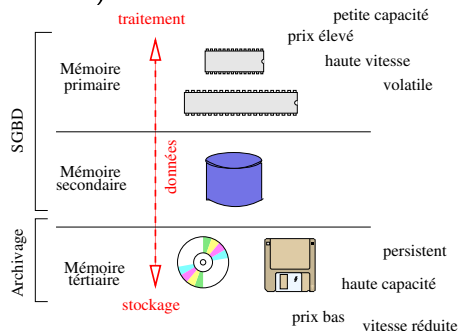 petite capacité
traitement
prix élevé
haute vitesse
volatile
Mémoire
primaire
SGBD
données
Mémoire
secondaire
Archivage
Mémoire
tértiaire
persistent
haute capacité
stockage
prix bas
vitesse réduite